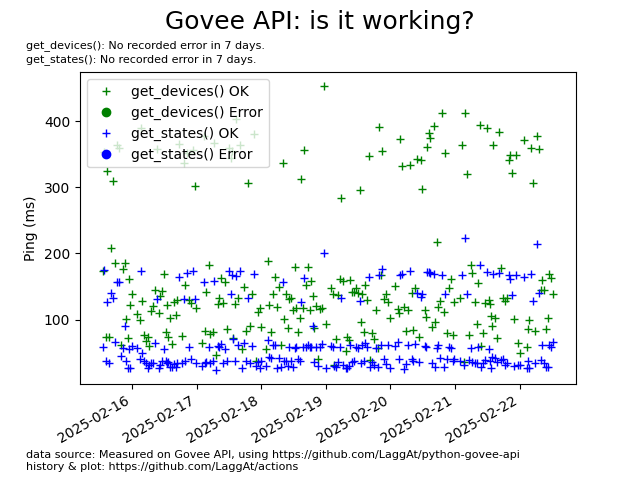 Govee API: is it working?
get_devices(): No recorded error in 7 days.
get_states(): No recorded error in 7 days.
get_devices() OK
get_devices() Error
get_states() OK
get_states() Error
Ping (ms)
400
300
200
100
2025-02-16
2025-02-17
2025-02-18
2025-02-19
2025-02-20
2025-02-21
2025-02-22
data source: Measured on Govee API, using https://github.com/LaggAt/python-govee-api
history & plot: https://github.com/LaggAt/actions